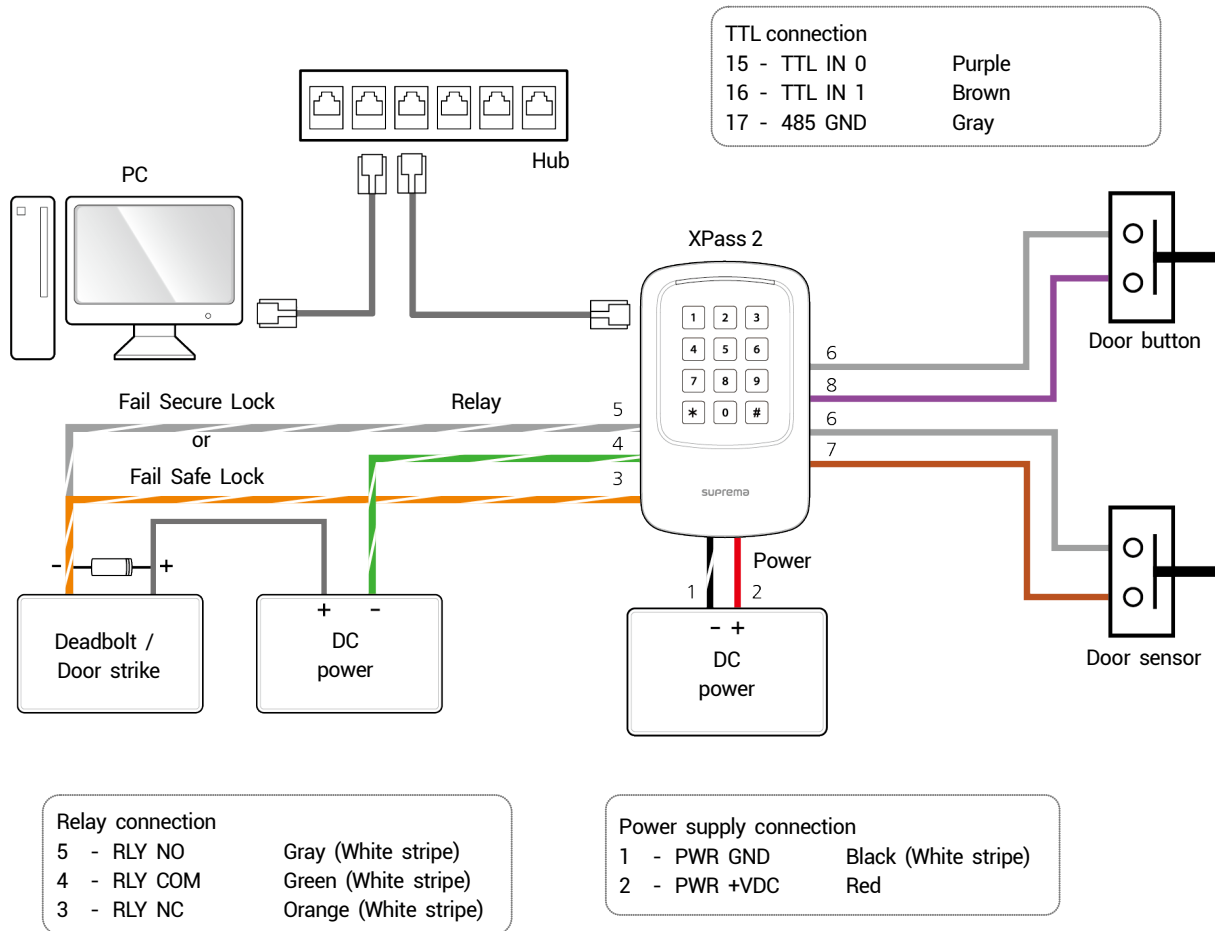 TTL connection
15 - TTL IN 0 Purple
16 - TTL IN 1 Brown
17 - 485 GND Gray
Hub
PC
XPass 2
1 2 3
4 5 6
7 8 9
* 0 #
suprema
Door button
6
8
6
7
Door sensor
Fail Secure Lock
or
Fail Safe Lock
Relay
5
4
3
- +
Deadbolt /
Door strike
+ -
DC
power
Power
1 2
- +
DC
power
Relay connection
5 - RLY NO Gray (White stripe)
4 - RLY COM Green (White stripe)
3 - RLY NC Orange (White stripe)
Power supply connection
1 - PWR GND Black (White stripe)
2 - PWR +VDC Red